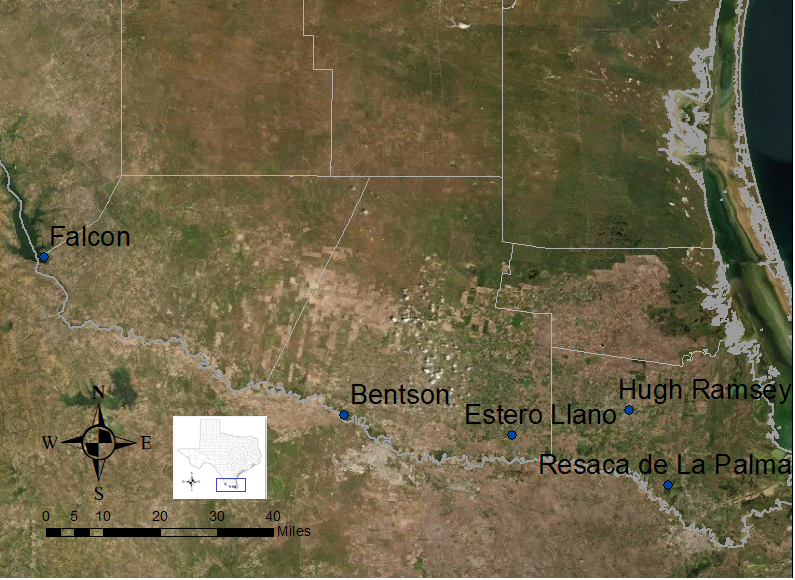 Falcon
Bentson
Hugh Ramsey
Estero Llano
Resaca de La Palma
N
W
E
S
0 5 10 20 30 40
Miles